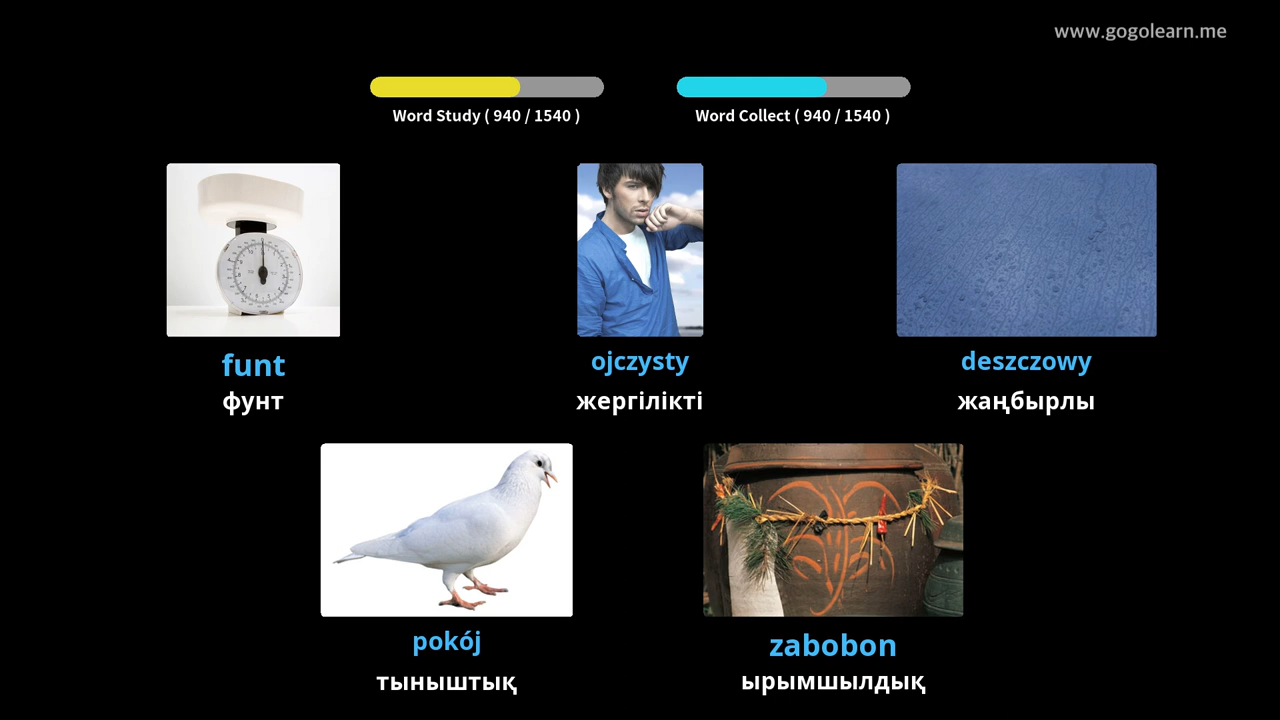 www.gogolearn.me
Word Study ( 940 / 1540 )
Word Collect ( 940 / 1540 )
funt
фунт
ojczysty
жергілікті
deszczowy
жаңбырлы
pokój
тыныштық
zabobon
ырымшылдық